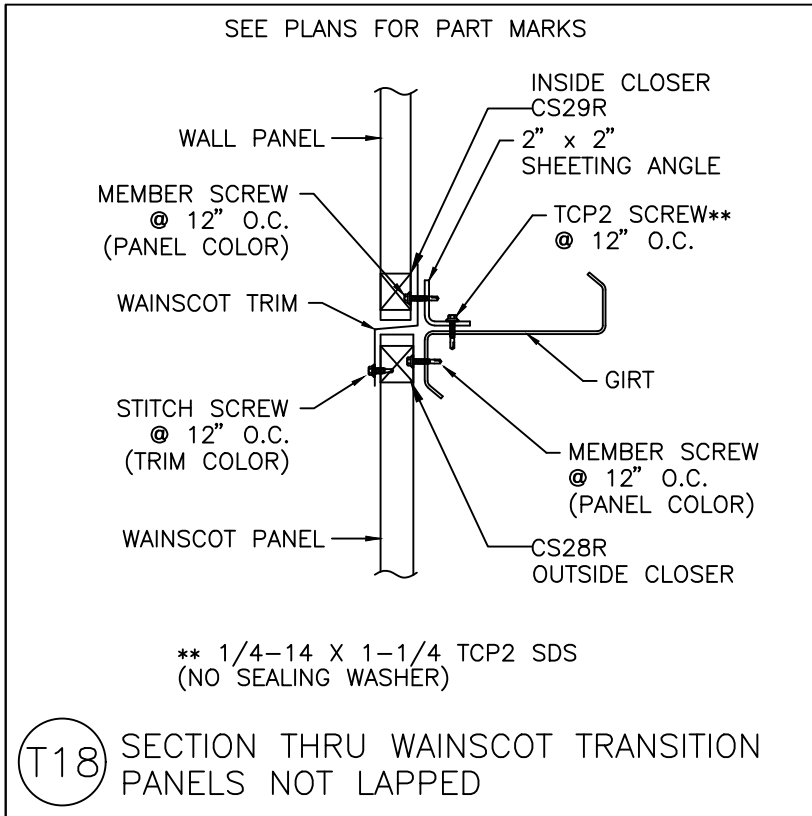 SEE PLANS FOR PART MARKS
INSIDE CLOSER
CS29R
2" x 2"
SHEETING ANGLE
WALL PANEL
MEMBER SCREW
@ 12" O.C.
(PANEL COLOR)
TCP2 SCREW**
@ 12" O.C.
WAINSCOT TRIM
GIRT
STITCH SCREW
@ 12" O.C.
(TRIM COLOR)
MEMBER SCREW
@ 12" O.C.
(PANEL COLOR)
WAINSCOT PANEL
CS28R
OUTSIDE CLOSER
** 1/4-14 X 1-1/4 TCP2 SDS
(NO SEALING WASHER)
T18
SECTION THRU WAINSCOT TRANSITION
PANELS NOT LAPPED